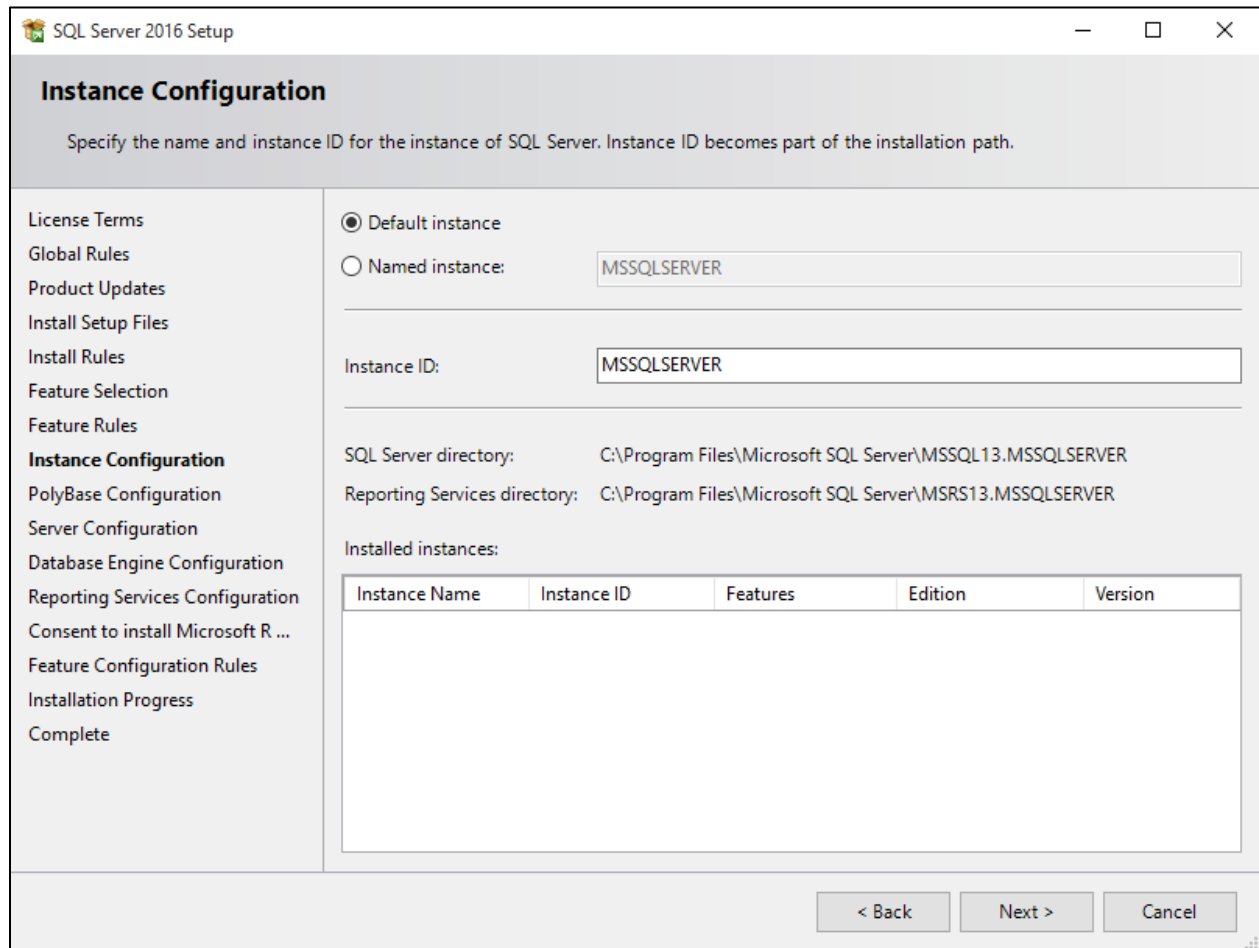 SQL Server 2016 Setup
Instance Configuration
Specify the name and instance ID for the instance of SQL Server. Instance ID becomes part of the installation path.
License Terms
Global Rules
Product Updates
Install Setup Files
Install Rules
Feature Selection
Feature Rules
Instance Configuration
PolyBase Configuration
Server Configuration
Database Engine Configuration
Reporting Services Configuration
Consent to install Microsoft R ...
Feature Configuration Rules
Installation Progress
Complete
Default instance
Named instance: MSSQLSERVER
Instance ID: MSSQLSERVER
SQL Server directory: C:\Program Files\Microsoft SQL Server\MSSQL13.MSSQLSERVER
Reporting Services directory: C:\Program Files\Microsoft SQL Server\MSRS13.MSSQLSERVER
Installed instances:
Instance Name Instance ID Features Edition Version
< Back Next > Cancel